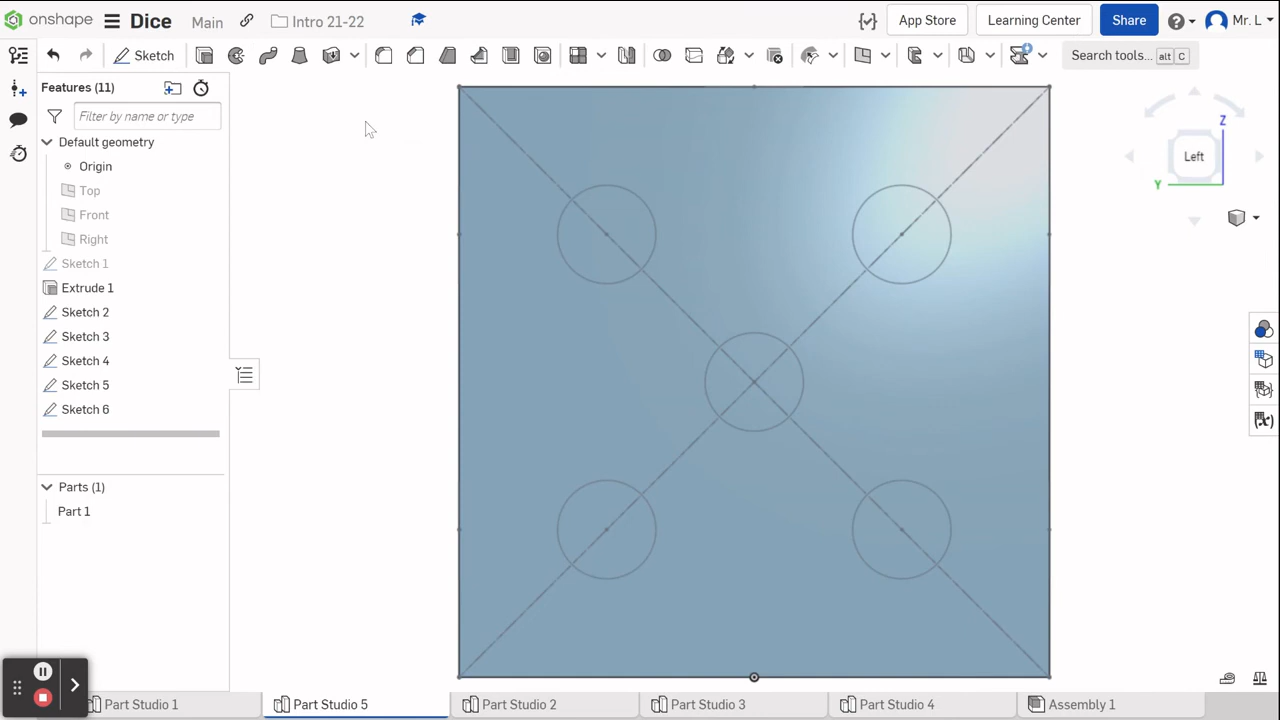 onshape Dice Main Intro 21-22 App Store Learning Center Share Mr. L
Sketch Search tools... alt C
Features (11)
Filter by name or type
Default geometry
Origin
Top
Front
Right
Sketch 1
Extrude 1
Sketch 2
Sketch 3
Sketch 4
Sketch 5
Sketch 6
Parts (1)
Part 1
Z
Left
Y
Part Studio 1 Part Studio 5 Part Studio 2 Part Studio 3 Part Studio 4 Assembly 1